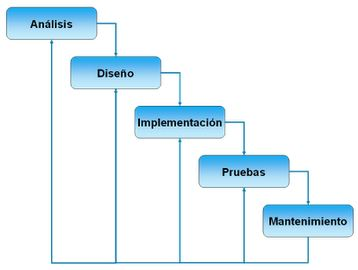 Análisis
Diseño
Implementación
Pruebas
Mantenimiento